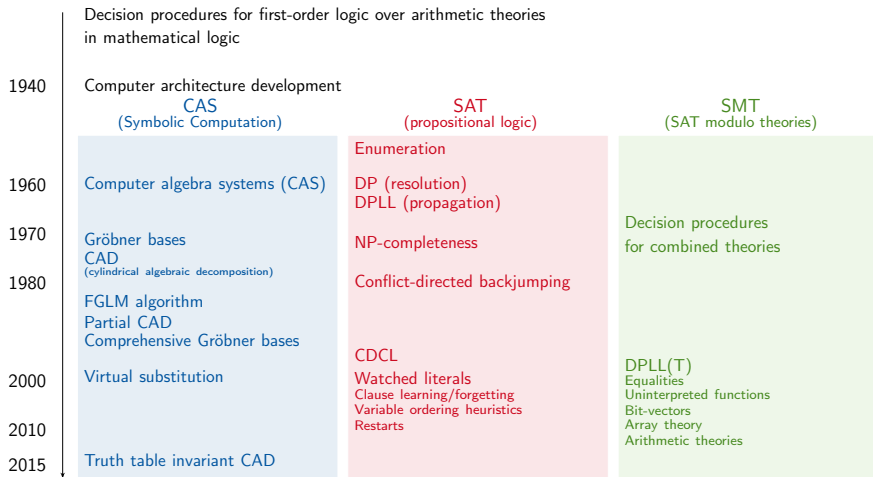 Decision procedures for first-order logic over arithmetic theories
in mathematical logic
1940
Computer architecture development
CAS
(Symbolic Computation)
SAT
(propositional logic)
SMT
(SAT modulo theories)
Enumeration
1960
Computer algebra systems (CAS)
DP (resolution)
DPLL (propagation)
Decision procedures
for combined theories
1970
Gröbner bases
NP-completeness
CAD
(cylindrical algebraic decomposition)
1980
Conflict-directed backjumping
FGLM algorithm
Partial CAD
Comprehensive Gröbner bases
CDCL
DPLL(T)
2000
Virtual substitution
Watched literals
Equalities
Clause learning/forgetting
Uninterpreted functions
Variable ordering heuristics
Bit-vectors
2010
Restarts
Array theory
Arithmetic theories
2015
Truth table invariant CAD